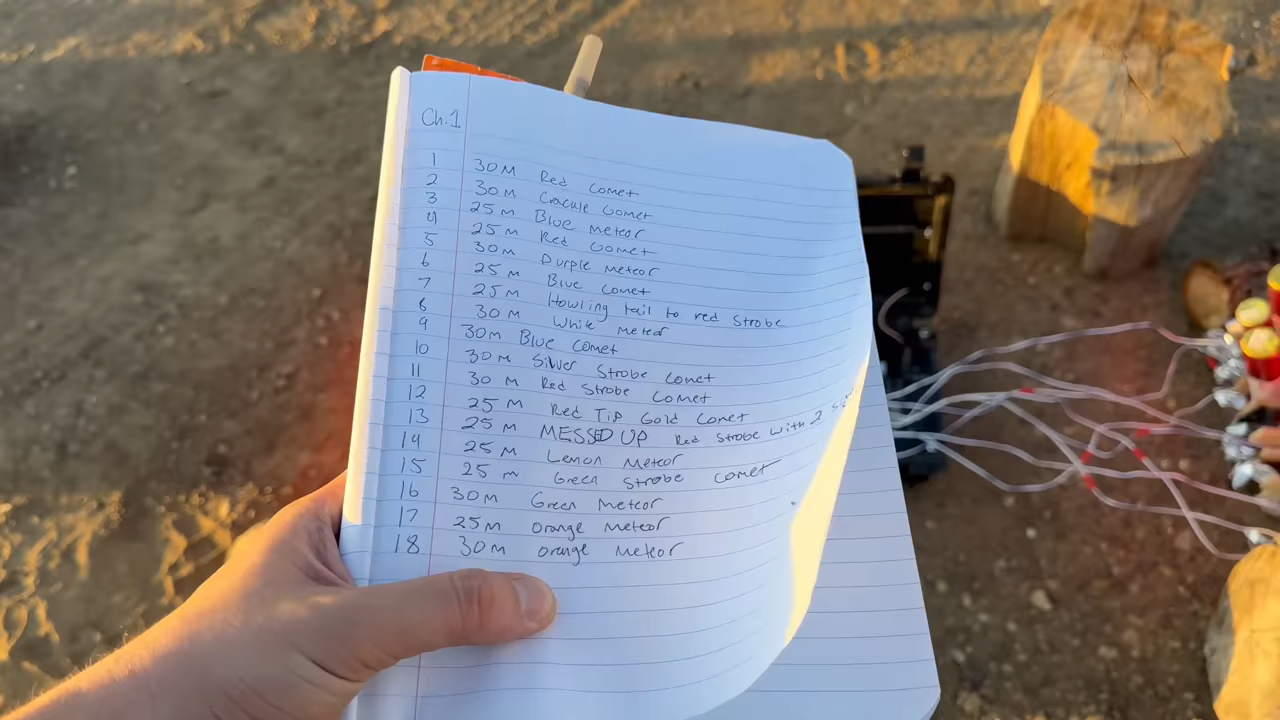 Ch.1
1 30M Red Comet
2 30M Crackle Comet
3 25M Blue Meteor
4 25M Red Comet
5 30M Purple Meteor
6 25M Blue Comet
7 25M Howling tail to red Strobe
8 30M White Meteor
9 30M Blue Comet
10 30M Silver Strobe Comet
11 30M Red Strobe Comet
12 25M Red Tip Gold Comet
13 25M MESSED UP Red Strobe with 2
14 25M Lemon Meteor
15 25M Green Strobe Comet
16 30M Green Meteor
17 25M Orange Meteor
18 30M Orange Meteor